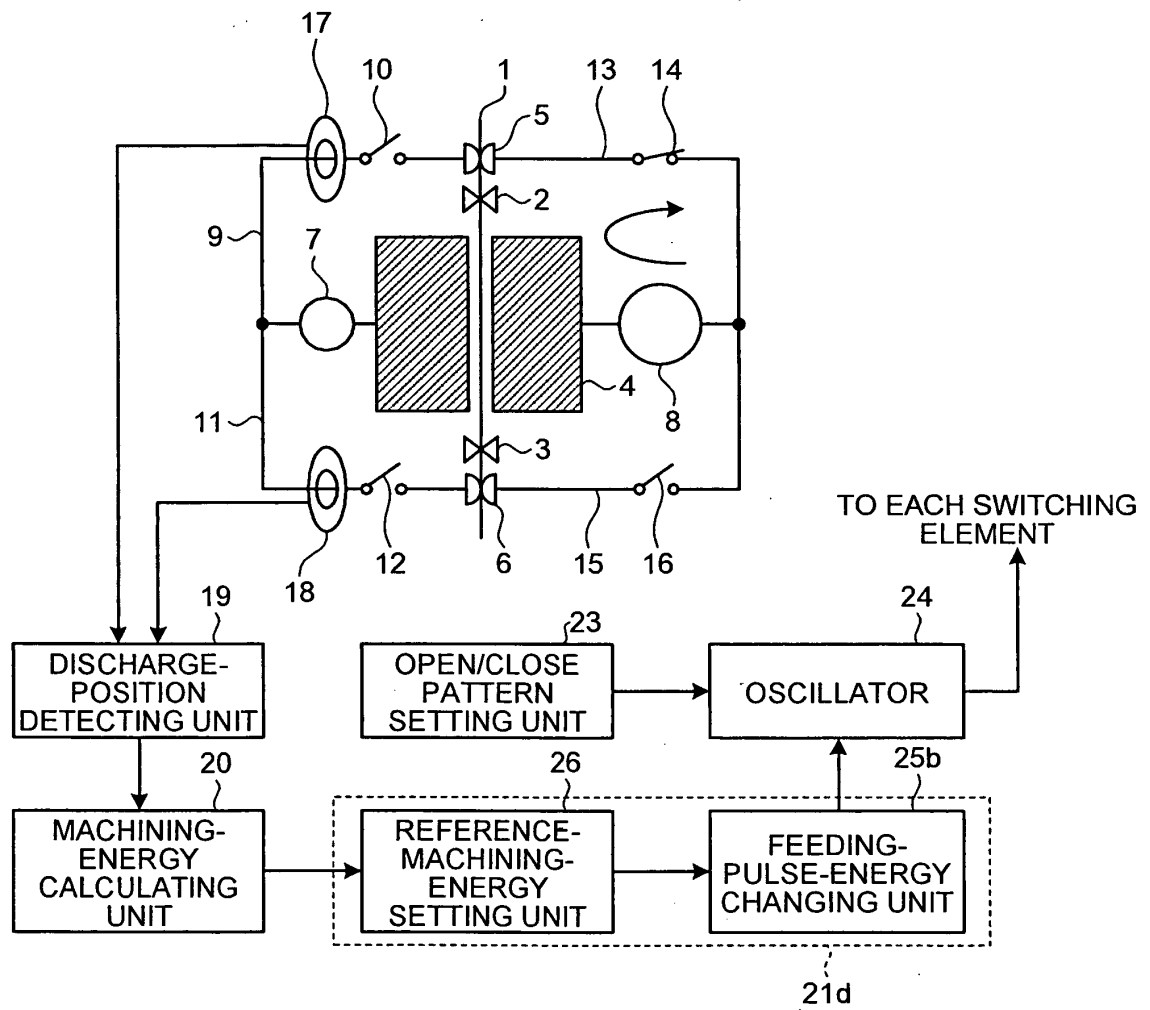 17
10
1
13
14
5
2
9
7
4
8
11
3
18
12
6
15
16
TO EACH SWITCHING
ELEMENT
19
23
24
DISCHARGE-
POSITION
DETECTING UNIT
OPEN/CLOSE
PATTERN
SETTING UNIT
OSCILLATOR
20
26
25b
MACHINING-
ENERGY
CALCULATING
UNIT
REFERENCE-
MACHINING-
ENERGY
SETTING UNIT
FEEDING-
PULSE-ENERGY
CHANGING UNIT
21d